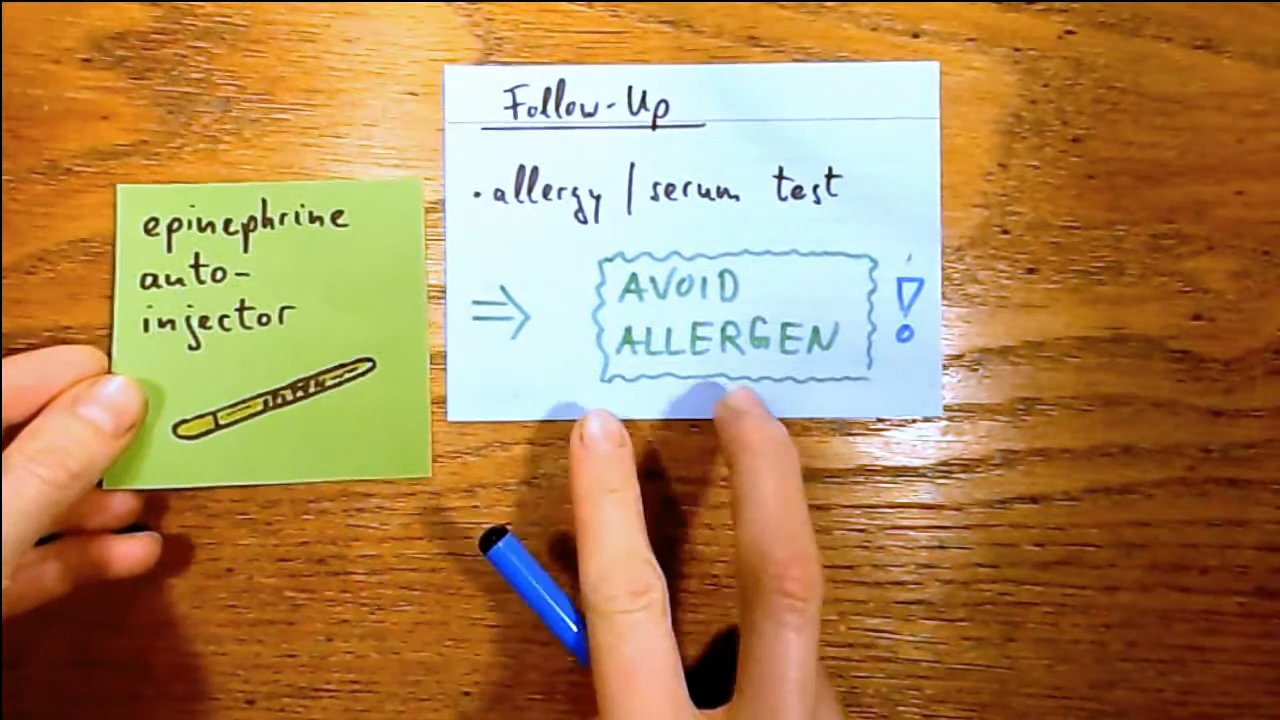 epinephrine
auto-
injector
Follow-Up
• allergy / serum test
⇒ AVOID
ALLERGEN !